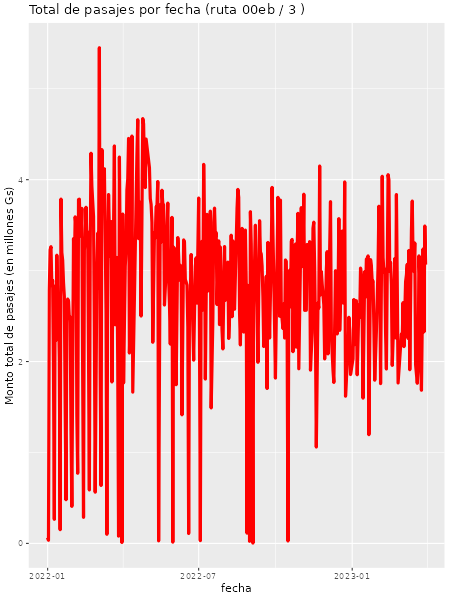 Total de pasajes por fecha (ruta 00eb / 3 )
Monto total de pasajes (en millones Gs)
4
2
0
2022-01
2022-07
2023-01
fecha